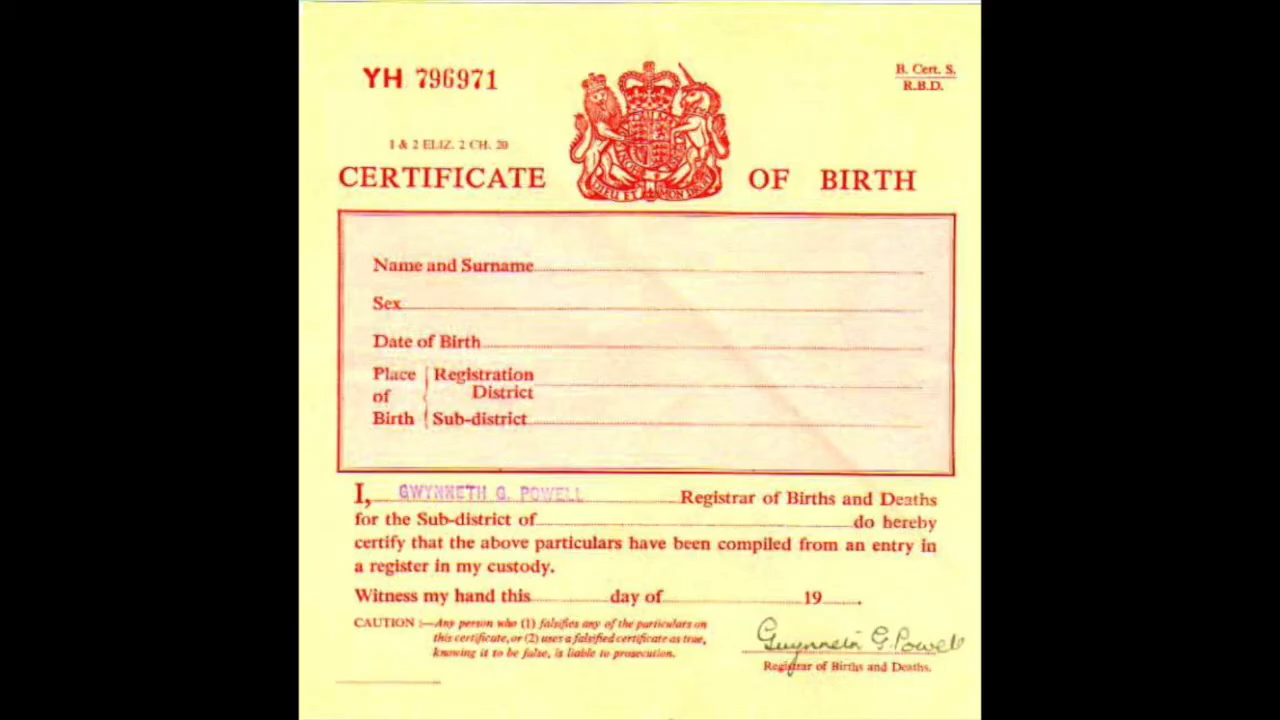 YH 796971
B. Cert. S.
R.B.D.
1 & 2 ELIZ. 2 CH. 20
CERTIFICATE OF BIRTH
DIEU ET MON DROIT
Name and Surname
Sex
Date of Birth
Place of Birth
Registration District
Sub-district
I, GWYNNETH G. POWELL Registrar of Births and Deaths
for the Sub-district of do hereby
certify that the above particulars have been compiled from an entry in
a register in my custody.
Witness my hand this day of 19
CAUTION :—Any person who (1) falsifies any of the particulars on
this certificate, or (2) uses a falsified certificate as true,
knowing it to be false, is liable to prosecution.
Gwynneth G. Powell
Registrar of Births and Deaths.